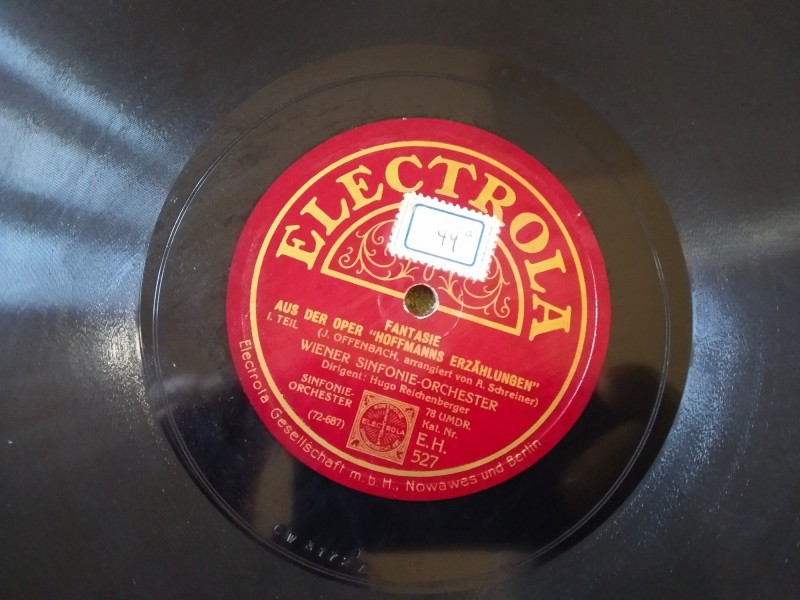 ELECTROLA
44a
FANTASIE
AUS DER OPER "HOFFMANNS ERZÄHLUNGEN"
I. TEIL
(J. OFFENBACH, arrangiert von A. Schreiner)
WIENER SINFONIE-ORCHESTER
Dirigent: Hugo Reichenberger
SINFONIE-
ORCHESTER
(72-687)
ELECTROLA
78 UMDR.
Kat. Nr.
E.H.
527
Electrola Gesellschaft m.b.H., Nowawes und Berlin